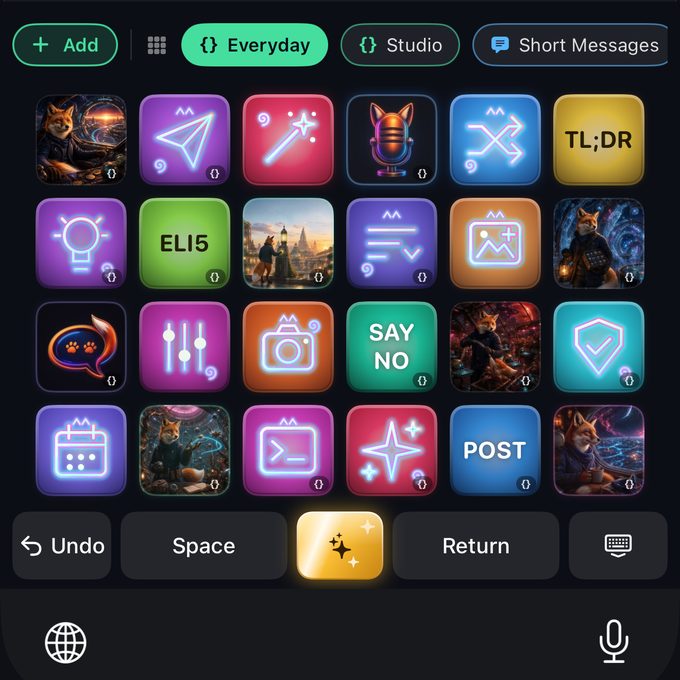 + Add
{} Everyday
{} Studio
Short Messages
{}
{}
{}
{}
TL;DR
{}
ELI5
{}
{}
{}
{}
{}
{}
{}
{}
SAY
NO
{}
{}
{}
{}
{}
{}
POST
{}
{}
Undo
Space
Return